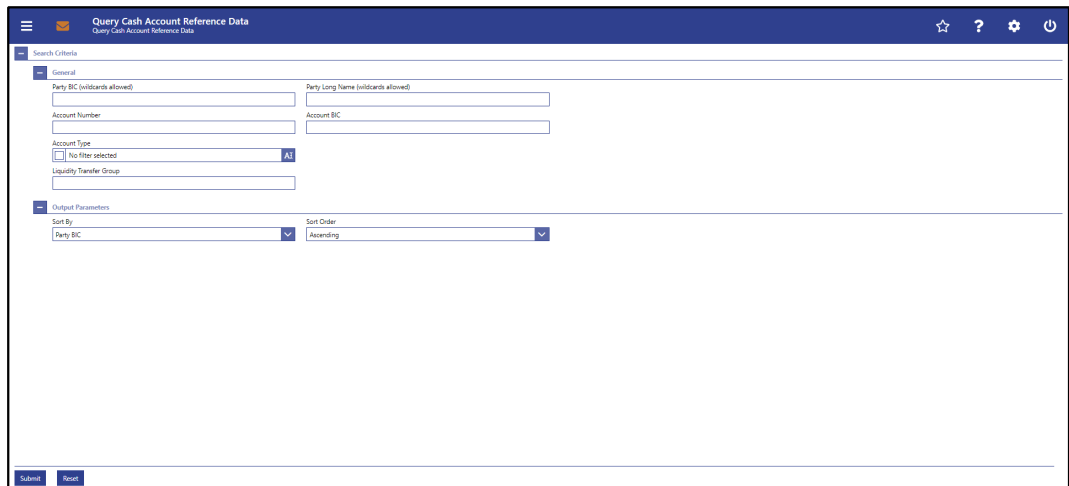 Query Cash Account Reference Data
Query Cash Account Reference Data
Search Criteria
General
Party BIC (wildcards allowed)
Party Long Name (wildcards allowed)
Account Number
Account BIC
Account Type
No filter selected
Liquidity Transfer Group
Output Parameters
Sort By
Sort Order
Party BIC
Ascending
Submit
Reset